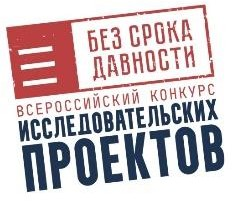 БЕЗ СРОКА
ДАВНОСТИ
ВСЕРОССИЙСКИЙ КОНКУРС
ИССЛЕДОВАТЕЛЬСКИХ
ПРОЕКТОВ